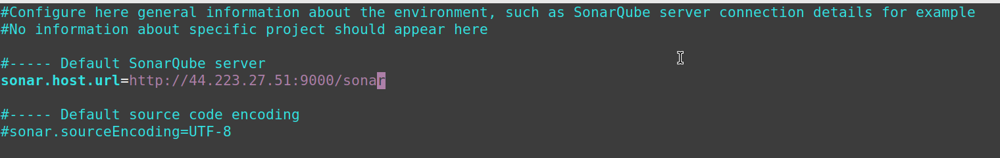 #Configure here general information about the environment, such as SonarQube server connection details for example
#No information about specific project should appear here
#----- Default SonarQube server
sonar.host.url=http://44.223.27.51:9000/sonar
#----- Default source code encoding
#sonar.sourceEncoding=UTF-8